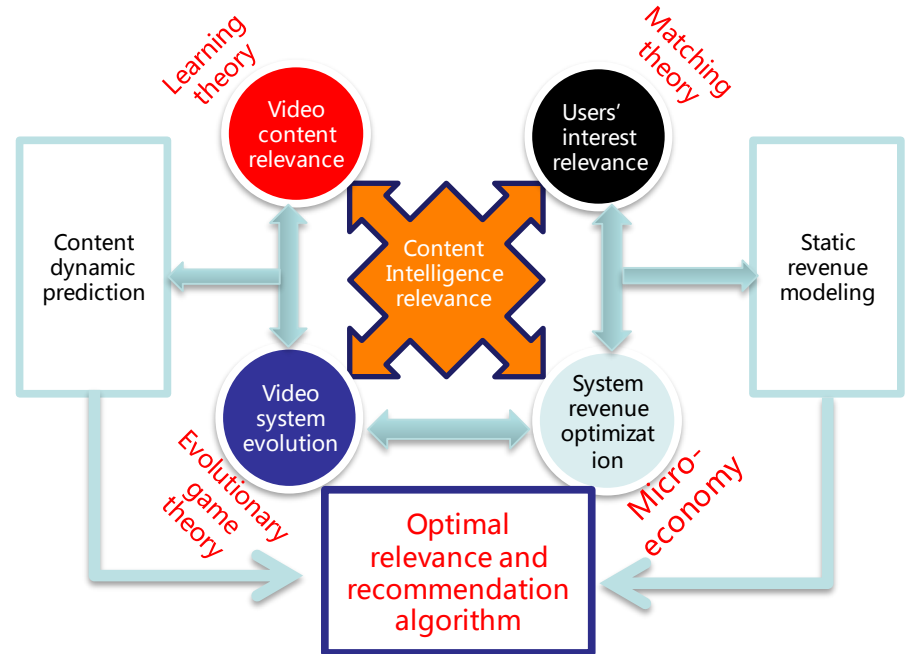 Learning
theory
Matching
theory
Video
content
relevance
Users'
interest
relevance
Content
dynamic
prediction
Content
Intelligence
relevance
Static
revenue
modeling
Video
system
evolution
System
revenue
optimizat
ion
Evolutionary
game
theory
Micro-
economy
Optimal
relevance and
recommendation
algorithm